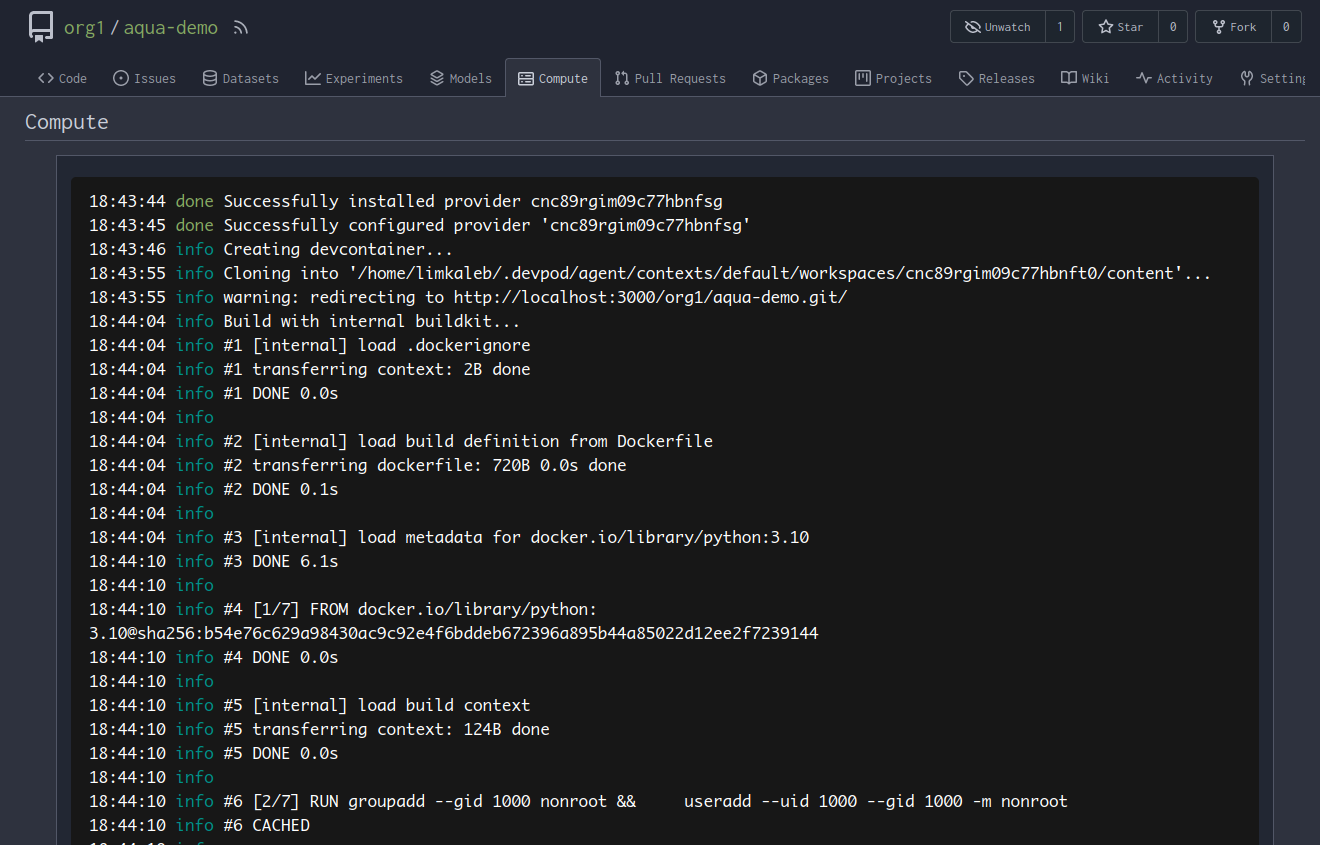 org1 / aqua-demo
Unwatch 1 Star 0 Fork 0
Code Issues Datasets Experiments Models Compute Pull Requests Packages Projects Releases Wiki Activity Setting
Compute
18:43:44 done Successfully installed provider cnc89rgim09c77hbnfsg
18:43:45 done Successfully configured provider 'cnc89rgim09c77hbnfsg'
18:43:46 info Creating devcontainer...
18:43:55 info Cloning into '/home/limkaleb/.devpod/agent/contexts/default/workspaces/cnc89rgim09c77hbnft0/content'...
18:43:55 info warning: redirecting to http://localhost:3000/org1/aqua-demo.git/
18:44:04 info Build with internal buildkit...
18:44:04 info #1 [internal] load .dockerignore
18:44:04 info #1 transferring context: 2B done
18:44:04 info #1 DONE 0.0s
18:44:04 info
18:44:04 info #2 [internal] load build definition from Dockerfile
18:44:04 info #2 transferring dockerfile: 720B 0.0s done
18:44:04 info #2 DONE 0.1s
18:44:04 info
18:44:04 info #3 [internal] load metadata for docker.io/library/python:3.10
18:44:10 info #3 DONE 6.1s
18:44:10 info
18:44:10 info #4 [1/7] FROM docker.io/library/python:
3.10@sha256:b54e76c629a98430ac9c92e4f6bddeb672396a895b44a85022d12ee2f7239144
18:44:10 info #4 DONE 0.0s
18:44:10 info
18:44:10 info #5 [internal] load build context
18:44:10 info #5 transferring context: 124B done
18:44:10 info #5 DONE 0.0s
18:44:10 info
18:44:10 info #6 [2/7] RUN groupadd --gid 1000 nonroot &&     useradd --uid 1000 --gid 1000 -m nonroot
18:44:10 info #6 CACHED